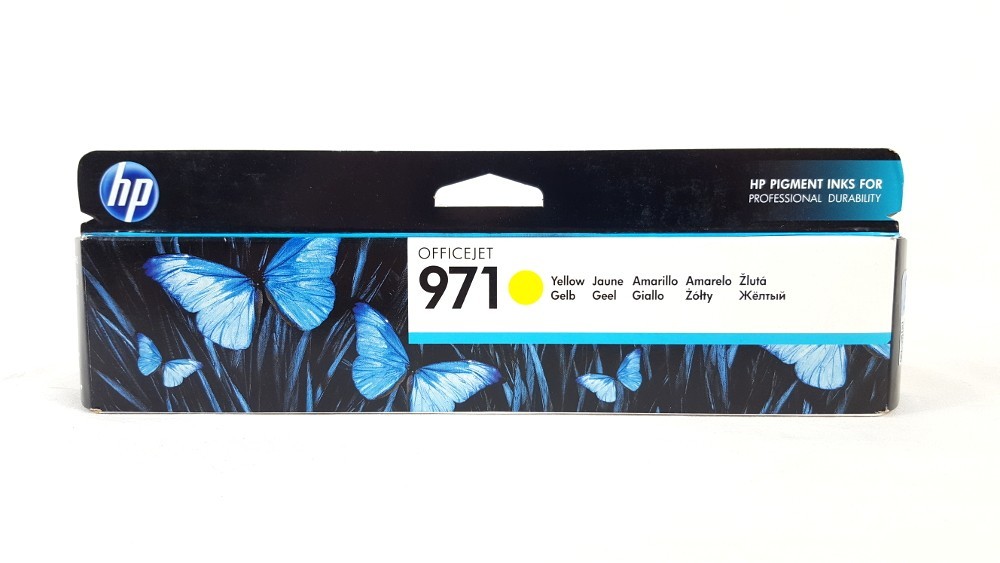 hp
HP PIGMENT INKS FOR
PROFESSIONAL DURABILITY
OFFICEJET
971
Yellow Jaune Amarillo Amarelo Žlutá
Gelb Geel Giallo Żółty Жёлтый